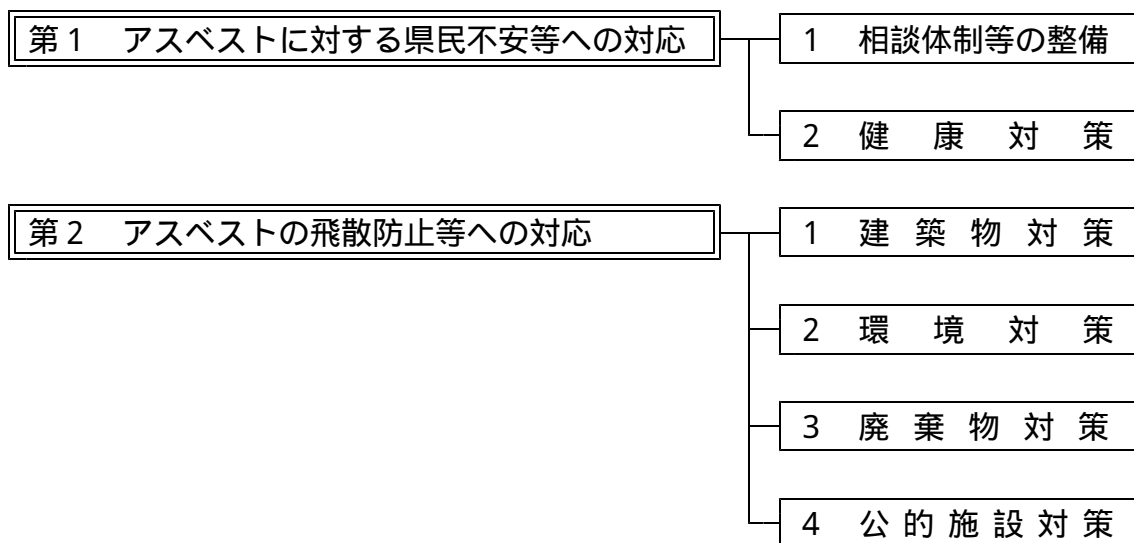 第1 アスベストに対する県民不安等への対応
1 相談体制等の整備
2 健康対策
第2 アスベストの飛散防止等への対応
1 建築物対策
2 環境対策
3 廃棄物対策
4 公的施設対策